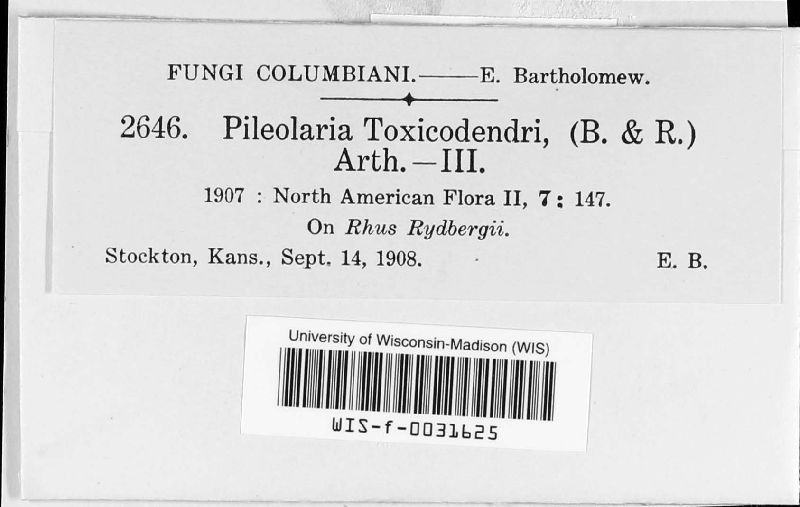 FUNGI COLUMBIANI.——E. Bartholomew.
2646. Pileolaria Toxicodendri, (B. & R.)
Arth.—III.
1907 : North American Flora II, 7: 147.
On Rhus Rydbergii.
Stockton, Kans., Sept. 14, 1908. E. B.
University of Wisconsin-Madison (WIS)
WIS-f-0031625